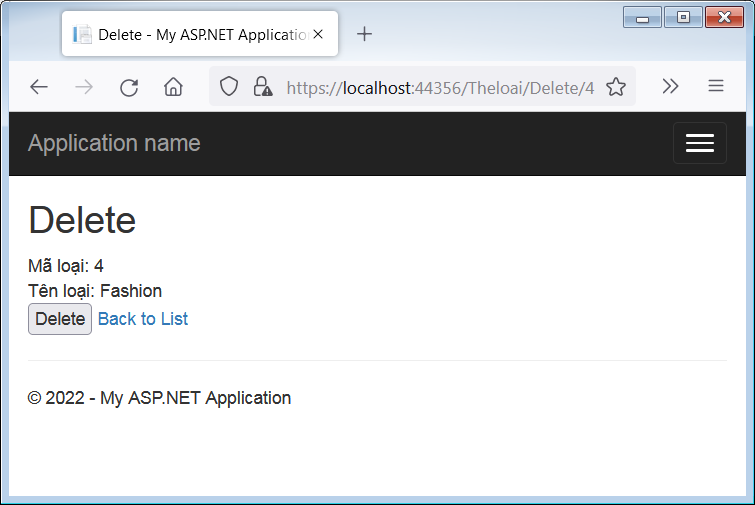 Delete - My ASP.NET Application
https://localhost:44356/Theloai/Delete/4
Application name
Delete
Mã loại: 4
Tên loại: Fashion
Delete Back to List
© 2022 - My ASP.NET Application